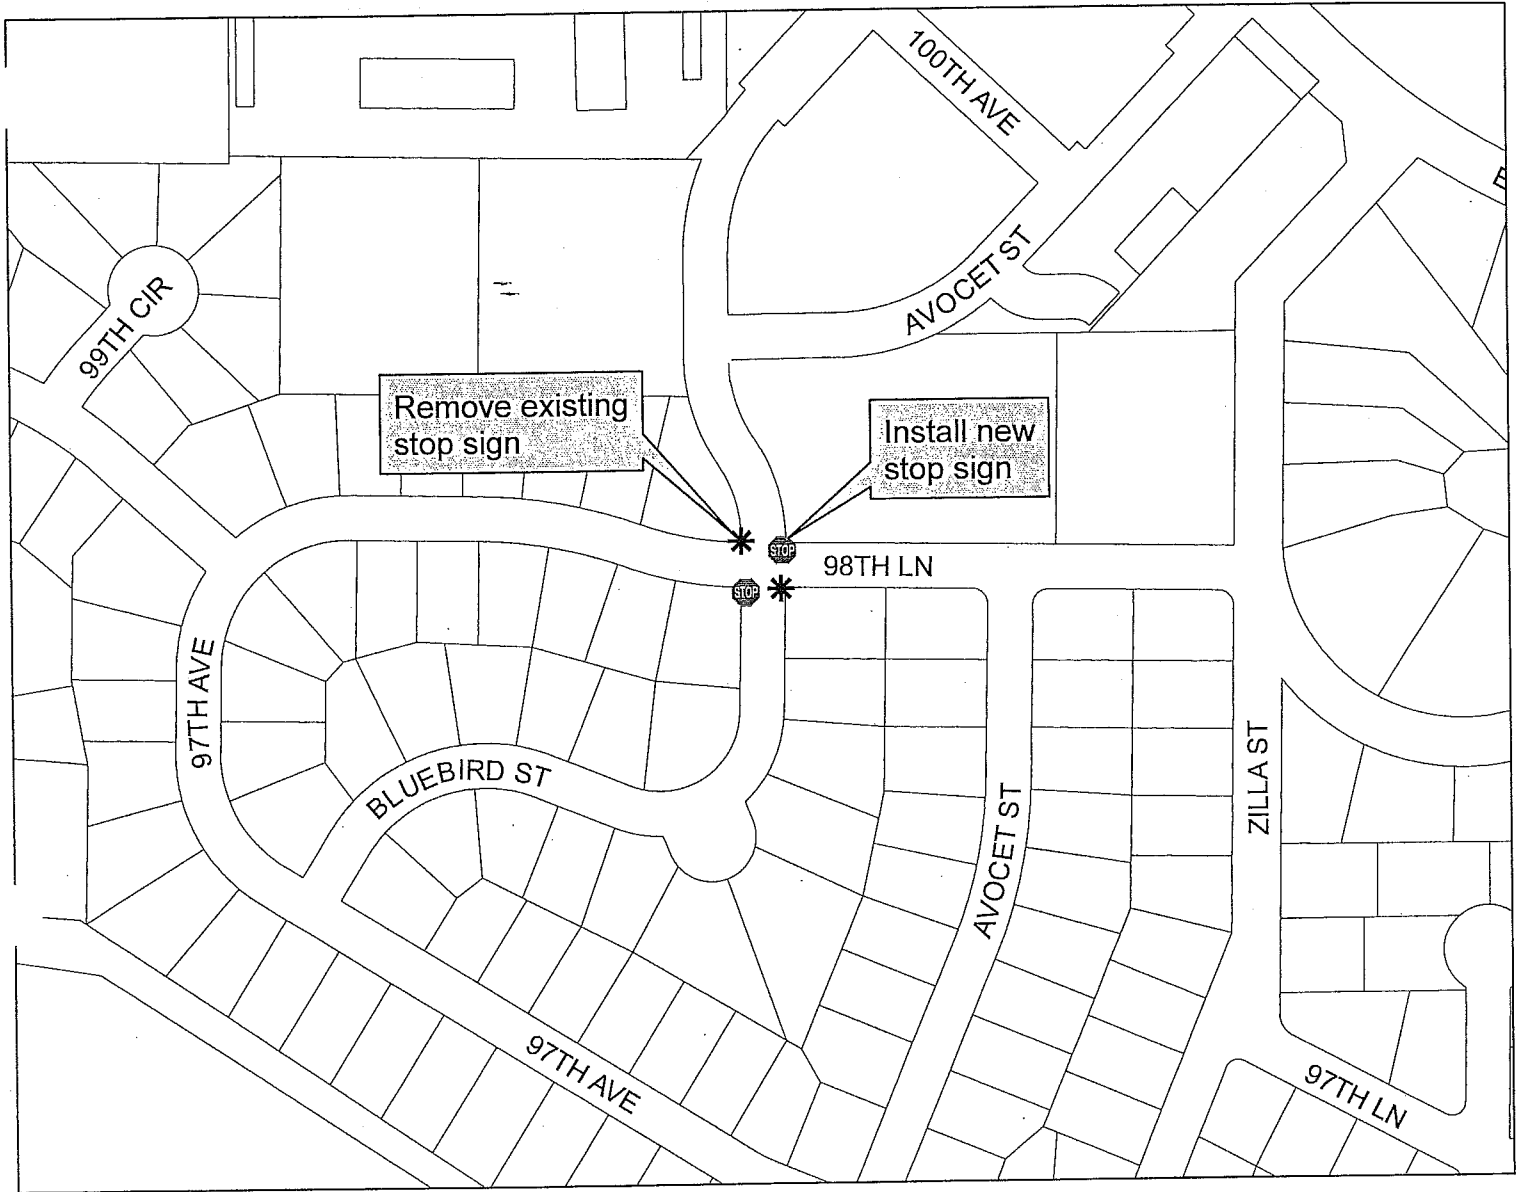 100TH AVE
99TH CIR
AVOCET ST
Remove existing
stop sign
Install new
stop sign
STOP
98TH LN
STOP
97TH AVE
BLUEBIRD ST
AVOCET ST
ZILLA ST
97TH AVE
97TH LN